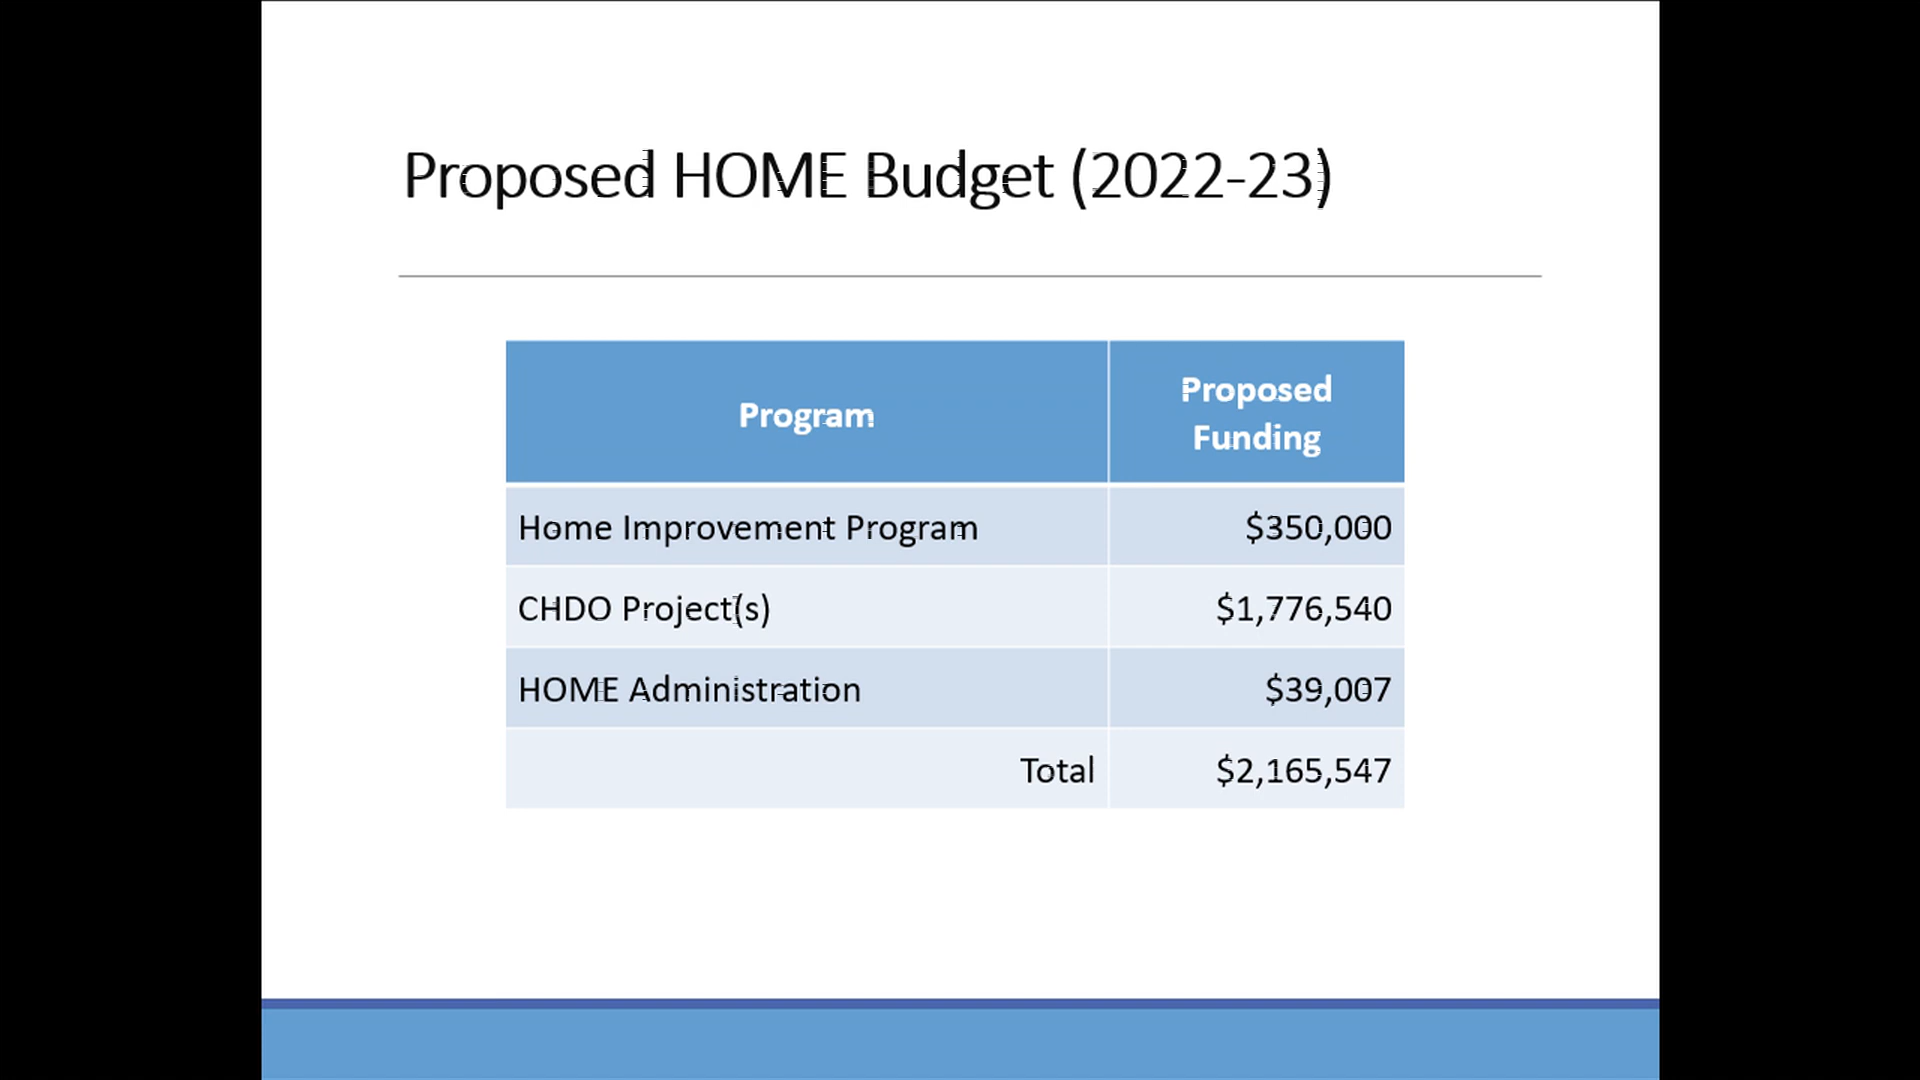 Proposed HOME Budget (2022-23)
Program
Proposed
Funding
Home Improvement Program $350,000
CHDO Project(s) $1,776,540
HOME Administration $39,007
Total $2,165,547